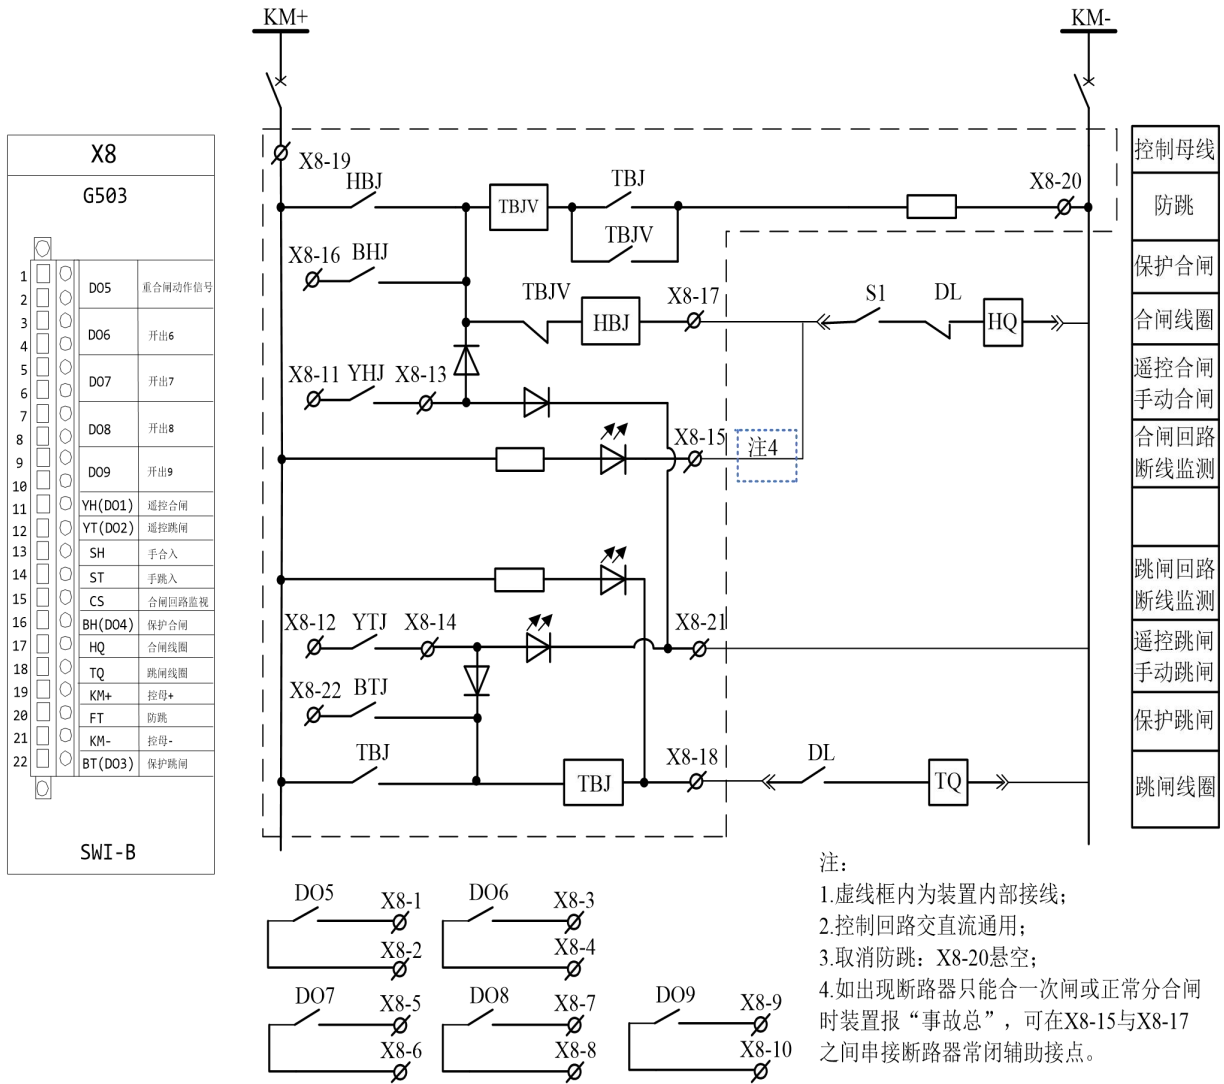 KM+
KM-
X8
G503
1
2
DO5
重合闸动作信号
3
4
DO6
开出6
5
6
DO7
开出7
7
8
DO8
开出8
9
10
DO9
开出9
11
YH(DO1)
遥控合闸
12
YT(DO2)
遥控跳闸
13
SH
手合入
14
ST
手跳入
15
CS
合闸回路监视
16
BH(DO4)
保护合闸
17
HQ
合闸线圈
18
TQ
跳闸线圈
19
KM+
控母+
20
FT
防跳
21
KM-
控母-
22
BT(DO3)
保护跳闸
SWI-B
X8-19
HBJ
TBJV
TBJ
TBJV
X8-20
X8-16
BHJ
TBJV
HBJ
X8-17
S1
DL
HQ
X8-11
YHJ
X8-13
X8-15
注4
X8-12
YTJ
X8-14
X8-21
X8-22
BTJ
TBJ
TBJ
X8-18
DL
TQ
控制母线
防跳
保护合闸
合闸线圈
遥控合闸
手动合闸
合闸回路
断线监测
跳闸回路
断线监测
遥控跳闸
手动跳闸
保护跳闸
跳闸线圈
DO5
X8-1
X8-2
DO6
X8-3
X8-4
DO7
X8-5
X8-6
DO8
X8-7
X8-8
DO9
X8-9
X8-10
注：
1.虚线框内为装置内部接线；
2.控制回路交直流通用；
3.取消防跳：X8-20悬空；
4.如出现断路器只能合一次闸或正常分合闸
时装置报“事故总”，可在X8-15与X8-17
之间串接断路器常闭辅助接点。